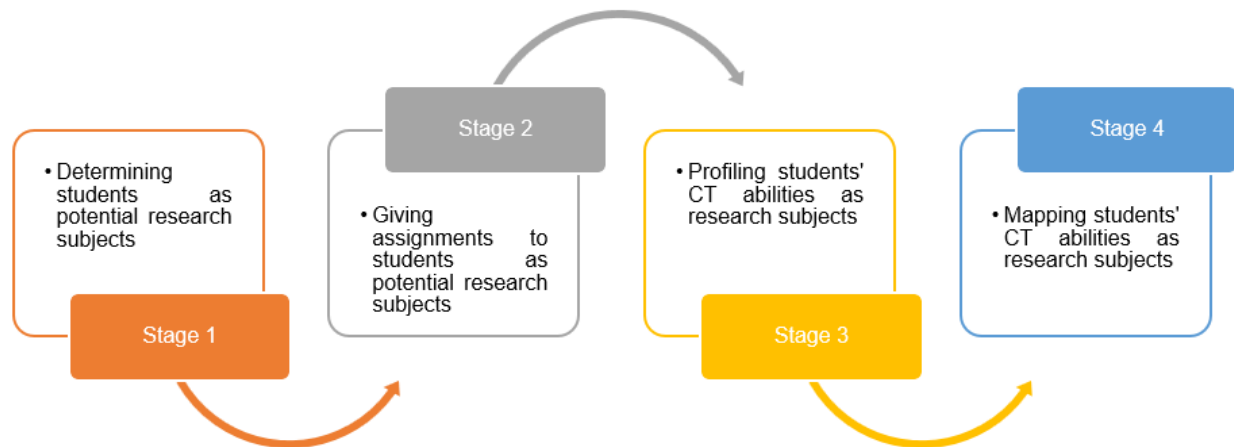 • Determining
students as
potential research
subjects
Stage 1
Stage 2
• Giving
assignments to
students as
potential research
subjects
• Profiling students'
CT abilities as
research subjects
Stage 3
Stage 4
• Mapping students'
CT abilities as
research subjects